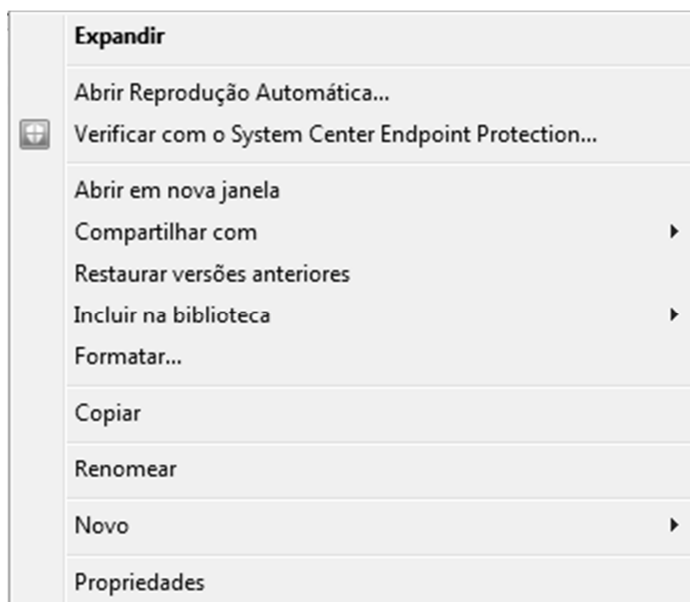 Expandir
Abrir Reprodução Automática...
Verificar com o System Center Endpoint Protection...
Abrir em nova janela
Compartilhar com
Restaurar versões anteriores
Incluir na biblioteca
Formatar...
Copiar
Renomear
Novo
Propriedades